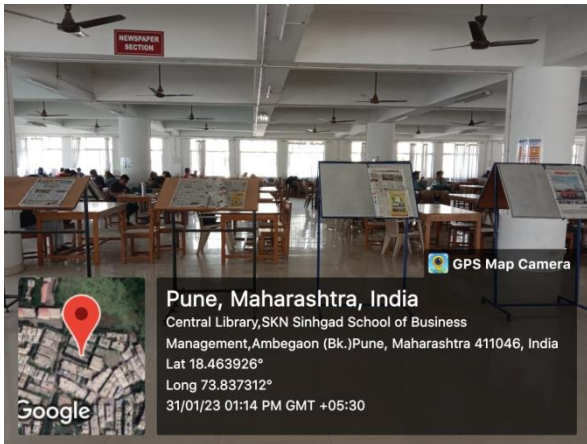 NEWSPAPER
SECTION
GPS Map Camera
Pune, Maharashtra, India
Central Library,SKN Sinhgad School of Business
Management,Ambegaon (Bk.)Pune, Maharashtra 411046, India
Lat 18.463926°
Long 73.837312°
31/01/23 01:14 PM GMT +05:30
Google